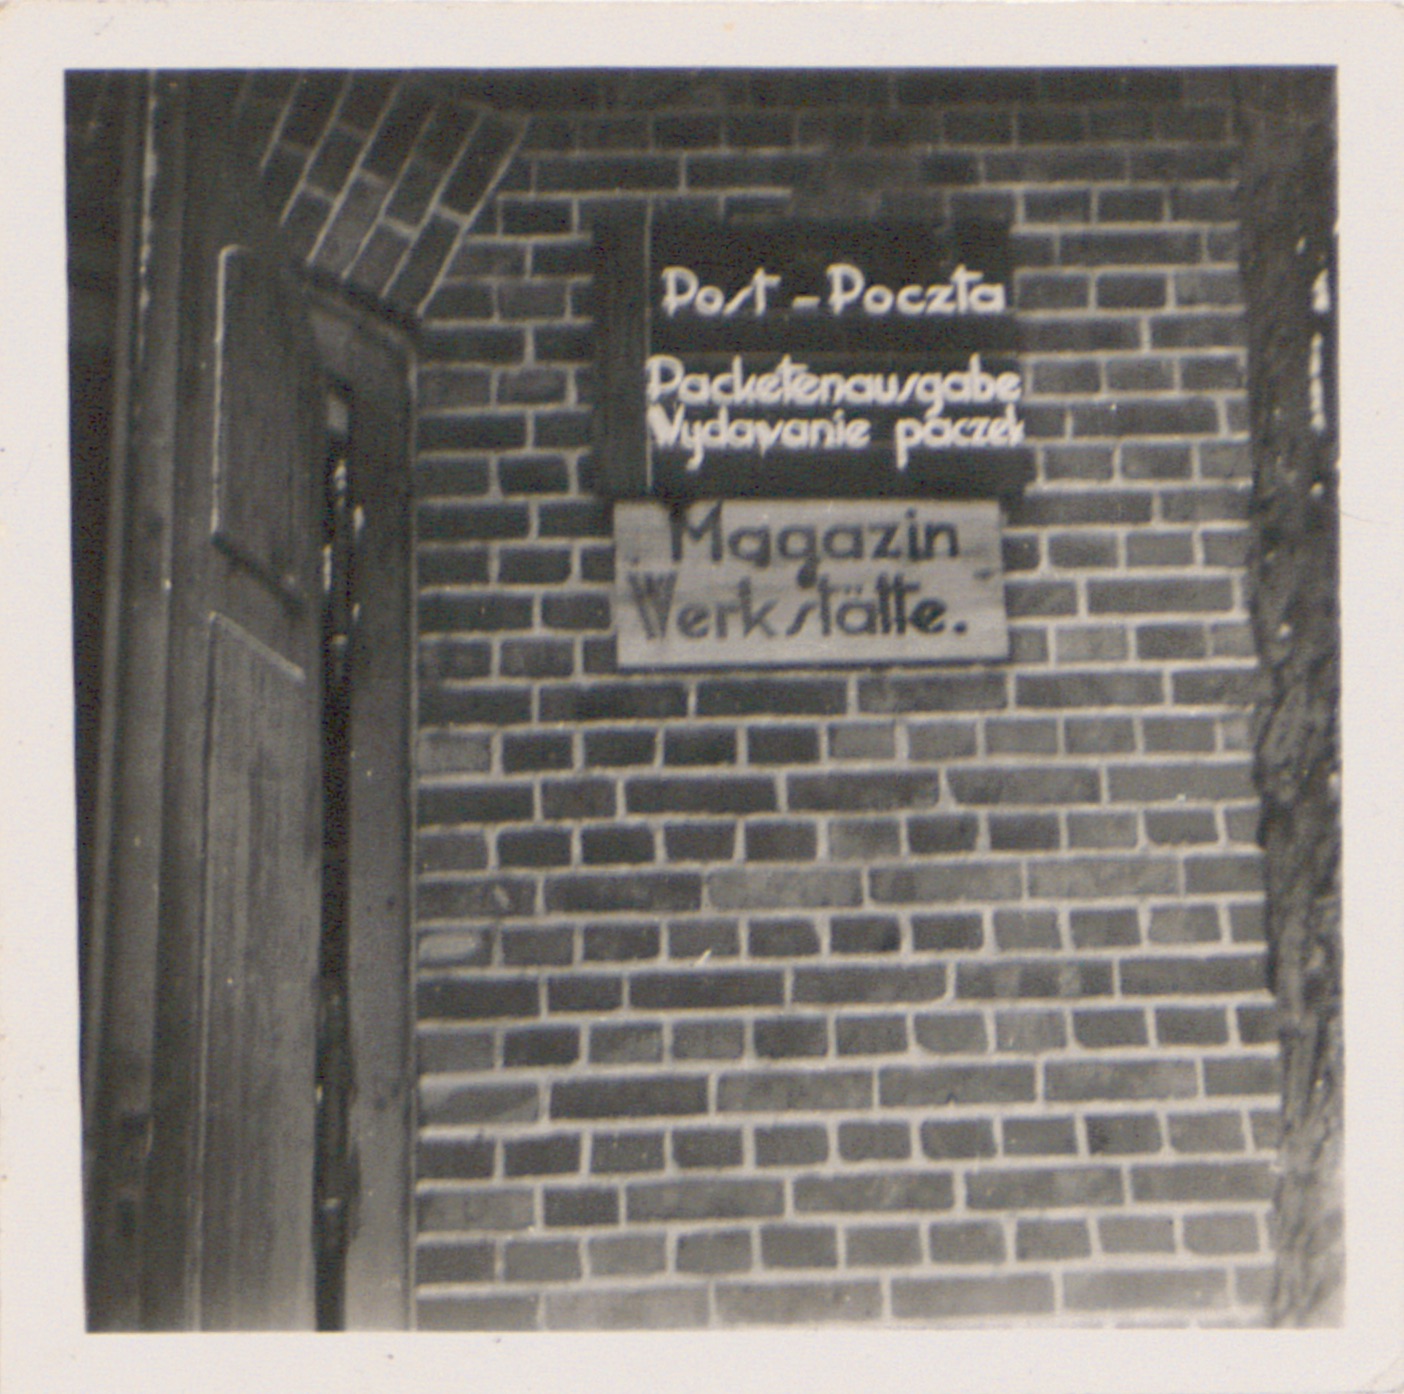 Post - Poczta
Packetenausgabe
Wydawanie paczek
Magazin
Werkstätte.